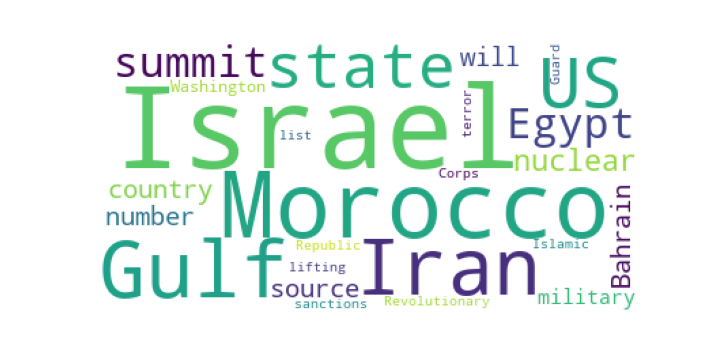 summit
state
will
Guard
US
Washington
Israel
terror
list
Egypt
nuclear
Corps
country
Morocco
number
Bahrain
Gulf
Republic
Iran
Islamic
lifting
source
sanctions
Revolutionary
military